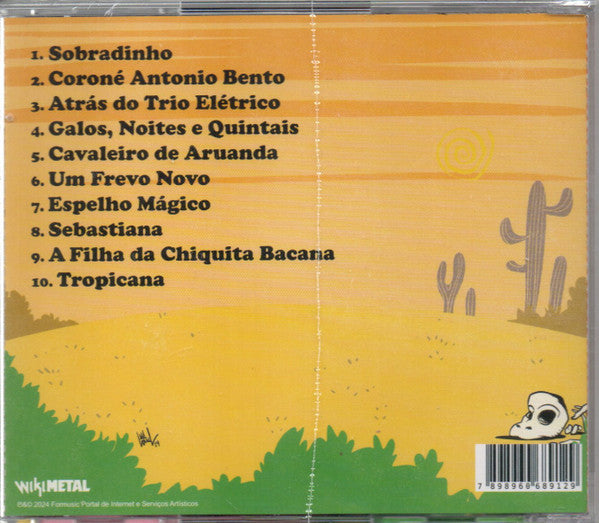 1. Sobradinho
2. Coroné Antonio Bento
3. Atrás do Trio Elétrico
4. Galos, Noites e Quintais
5. Cavaleiro de Aruanda
6. Um Frevo Novo
7. Espelho Mágico
8. Sebastiana
9. A Filha da Chiquita Bacana
10. Tropicana
WIKIMETAL
℗&© 2024 Formusic Portal de Internet e Serviços Artísticos
7 898960 689129